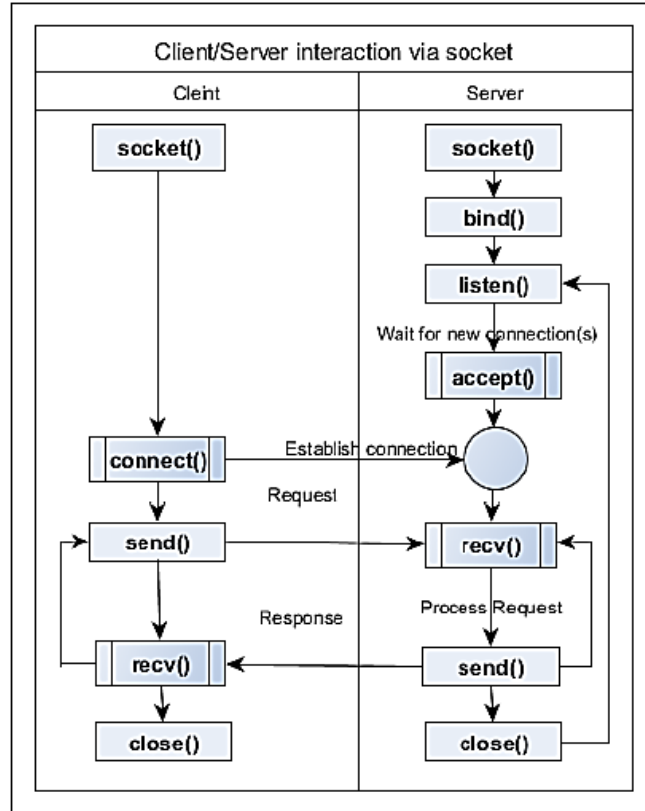 Client/Server interaction via socket
Cleint
Server
socket()
socket()
bind()
listen()
Wait for new connection(s)
accept()
connect()
Establish connection
Request
send()
recv()
Response
Process Request
recv()
send()
close()
close()